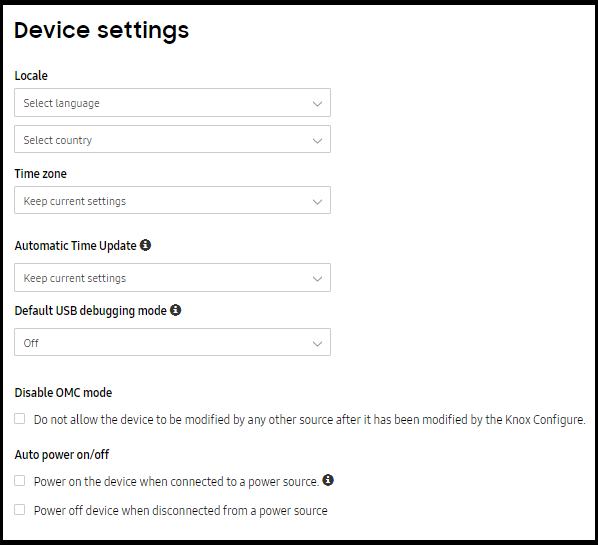 Device settings
Locale
Select language
Select country
Time zone
Keep current settings
Automatic Time Update
Keep current settings
Default USB debugging mode
Off
Disable OMC mode
Do not allow the device to be modified by any other source after it has been modified by the Knox Configure.
Auto power on/off
Power on the device when connected to a power source.
Power off device when disconnected from a power source